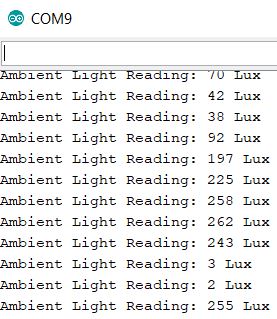 COM9
Ambient Light Reading: 70 Lux
Ambient Light Reading: 42 Lux
Ambient Light Reading: 38 Lux
Ambient Light Reading: 92 Lux
Ambient Light Reading: 197 Lux
Ambient Light Reading: 225 Lux
Ambient Light Reading: 258 Lux
Ambient Light Reading: 262 Lux
Ambient Light Reading: 243 Lux
Ambient Light Reading: 3 Lux
Ambient Light Reading: 2 Lux
Ambient Light Reading: 255 Lux